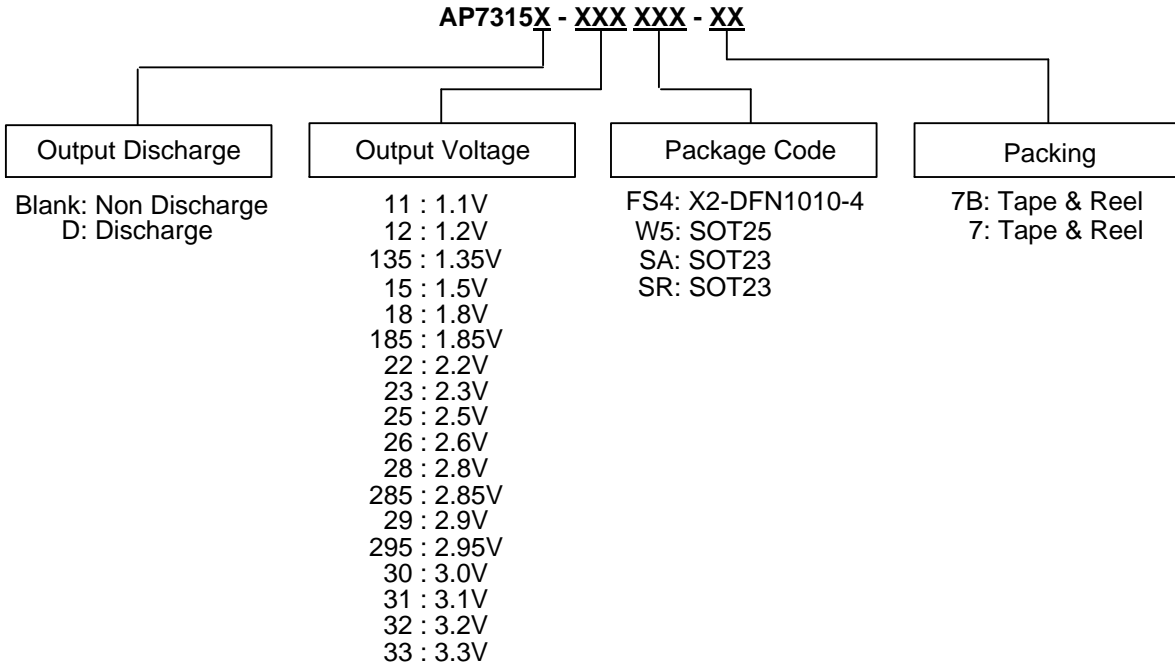 AP7315X - XXX XXX - XX
Output Discharge
Blank: Non Discharge
D: Discharge
Output Voltage
11 : 1.1V
12 : 1.2V
135 : 1.35V
15 : 1.5V
18 : 1.8V
185 : 1.85V
22 : 2.2V
23 : 2.3V
25 : 2.5V
26 : 2.6V
28 : 2.8V
285 : 2.85V
29 : 2.9V
295 : 2.95V
30 : 3.0V
31 : 3.1V
32 : 3.2V
33 : 3.3V
Package Code
FS4: X2-DFN1010-4
W5: SOT25
SA: SOT23
SR: SOT23
Packing
7B: Tape & Reel
7: Tape & Reel